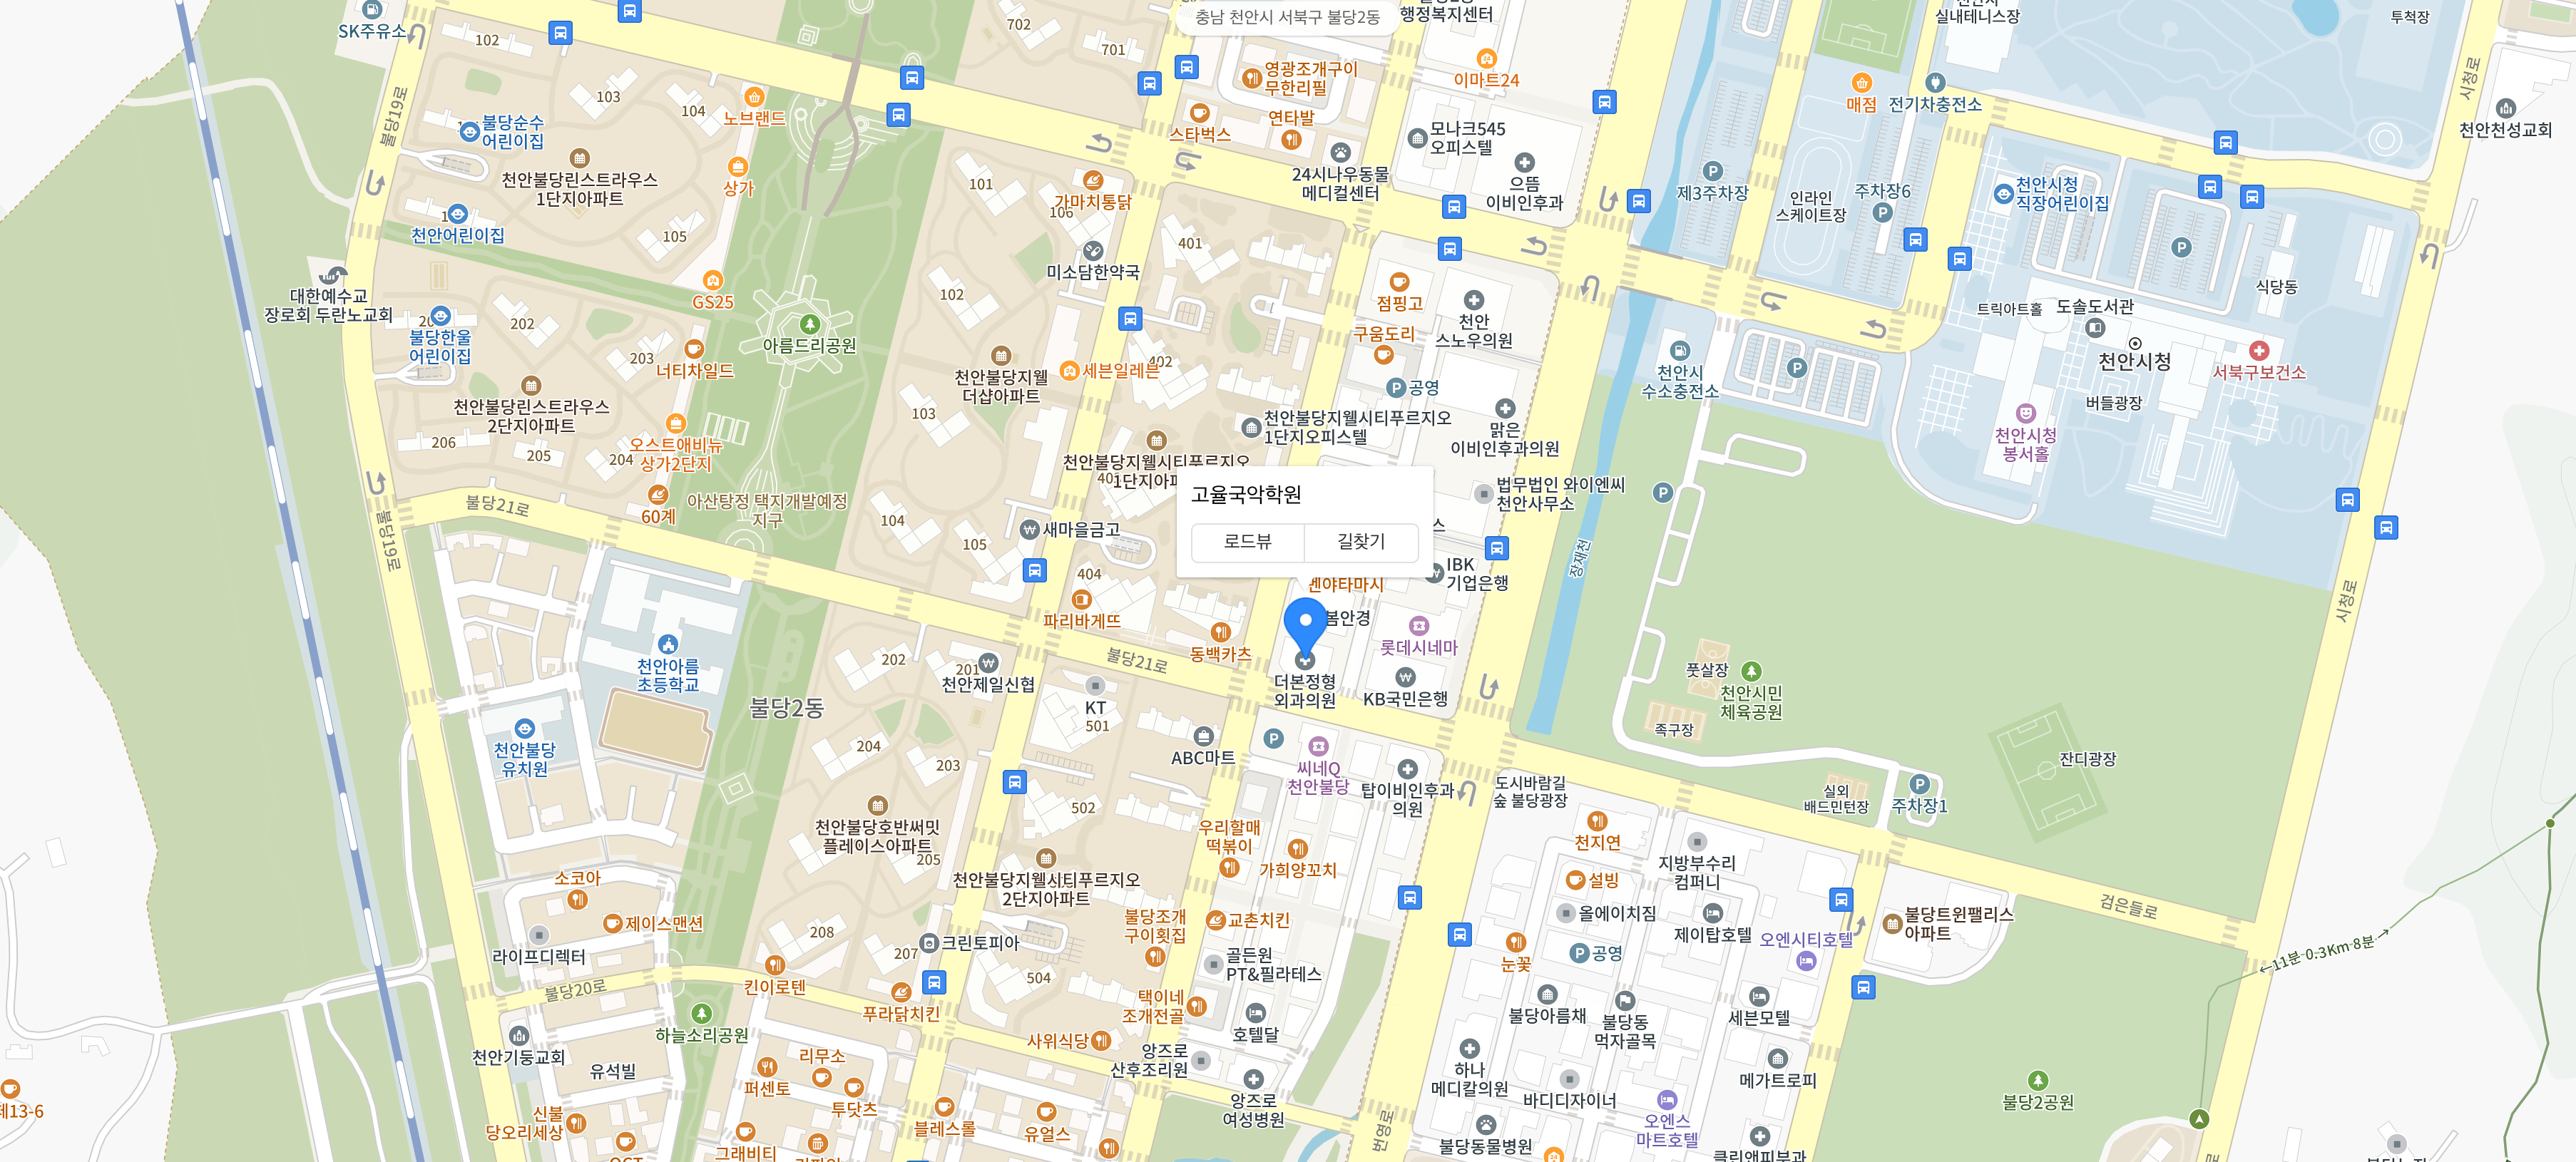 SK주유소
102
702
701
충남 천안시 서북구 불당2동
행정복지센터
실내테니스장
투척장
불당19로
103
104
노브랜드
불당순수
어린이집
천안불당린스트라우스
1단지아파트
상가
천안어린이집
105
영광조개구이
무한리필
스타벅스
연타발
이마트24
모나크545
오피스텔
24시나우동물
메디컬센터
으뜸
이비인후과
매점
전기차충전소
제3주차장
인라인
스케이트장
주차장6
천안시청
직장어린이집
시청로
천안천성교회
101
가마치통닭
106
401
미소담한약국
대한예수교
장로회 두란노교회
GS25
아름드리공원
불당한울
어린이집
202
203
너티차일드
천안불당린스트라우스
2단지아파트
206
205
204
오스트애비뉴
상가2단지
60계
아산탕정 택지개발예정
지구
102
천안불당지웰
더샵아파트
103
104
105
세븐일레븐
402
점핑고
천안
스노우의원
구움도리
공영
천안불당지웰시티푸르지오
1단지오피스텔
맑은
이비인후과의원
천안불당지웰시티푸르지오
1단지아파
법무법인 와이엔씨
천안사무소
고율국악학원
로드뷰
길찾기
스
IBK
기업은행
멘야타마시
봄안경
롯데시네마
더본정형
외과의원
KB국민은행
천안시
수소충전소
트릭아트홀
도솔도서관
식당동
천안시청
서북구보건소
버들광장
천안시청
봉서홀
장재천
불당21로
불당19로
새마을금고
404
파리바게뜨
동백카츠
불당21로
천안아름
초등학교
202
201
천안제일신협
KT
501
불당2동
천안불당
유치원
204
203
천안불당호반써밋
플레이스아파트
205
502
ABC마트
씨네Q
천안불당
탑이비인후과
의원
도시바람길
숲 불당광장
풋살장
천안시민
체육공원
족구장
잔디광장
실외
배드민턴장
주차장1
시청로
우리할매
떡볶이
가희양꼬치
천지연
지방부수리
컴퍼니
설빙
올에이치짐
제이탑호텔
공영
눈꽃
오엔시티호텔
불당트윈팰리스
아파트
검은들로
←11분 0.3Km 8분→
소코아
제이스맨션
라이프디렉터
천안불당지웰시티푸르지오
2단지아파트
208
207
크린토피아
불당조개
구이횟집
교촌치킨
골든원
PT&필라테스
504
택이네
조개전골
호텔달
킨이로텐
푸라닭치킨
불당20로
하늘소리공원
천안기둥교회
유석빌
사위식당
앙즈로
산후조리원
앙즈로
여성병원
리무소
퍼센토
투닷츠
블레스롤
유얼스
신불
당오리세상
그래비티
번영로
불당아름채
불당동
먹자골목
세븐모텔
하나
메디칼의원
바디디자이너
메가트로피
오엔스
마트호텔
불당동물병원
클린앤피부과
불당2공원